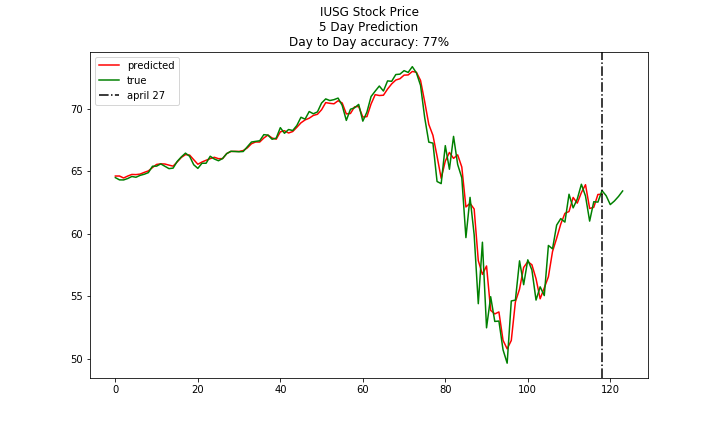 IUSG Stock Price
5 Day Prediction
Day to Day accuracy: 77%
predicted
true
april 27
70
65
60
55
50
0 20 40 60 80 100 120